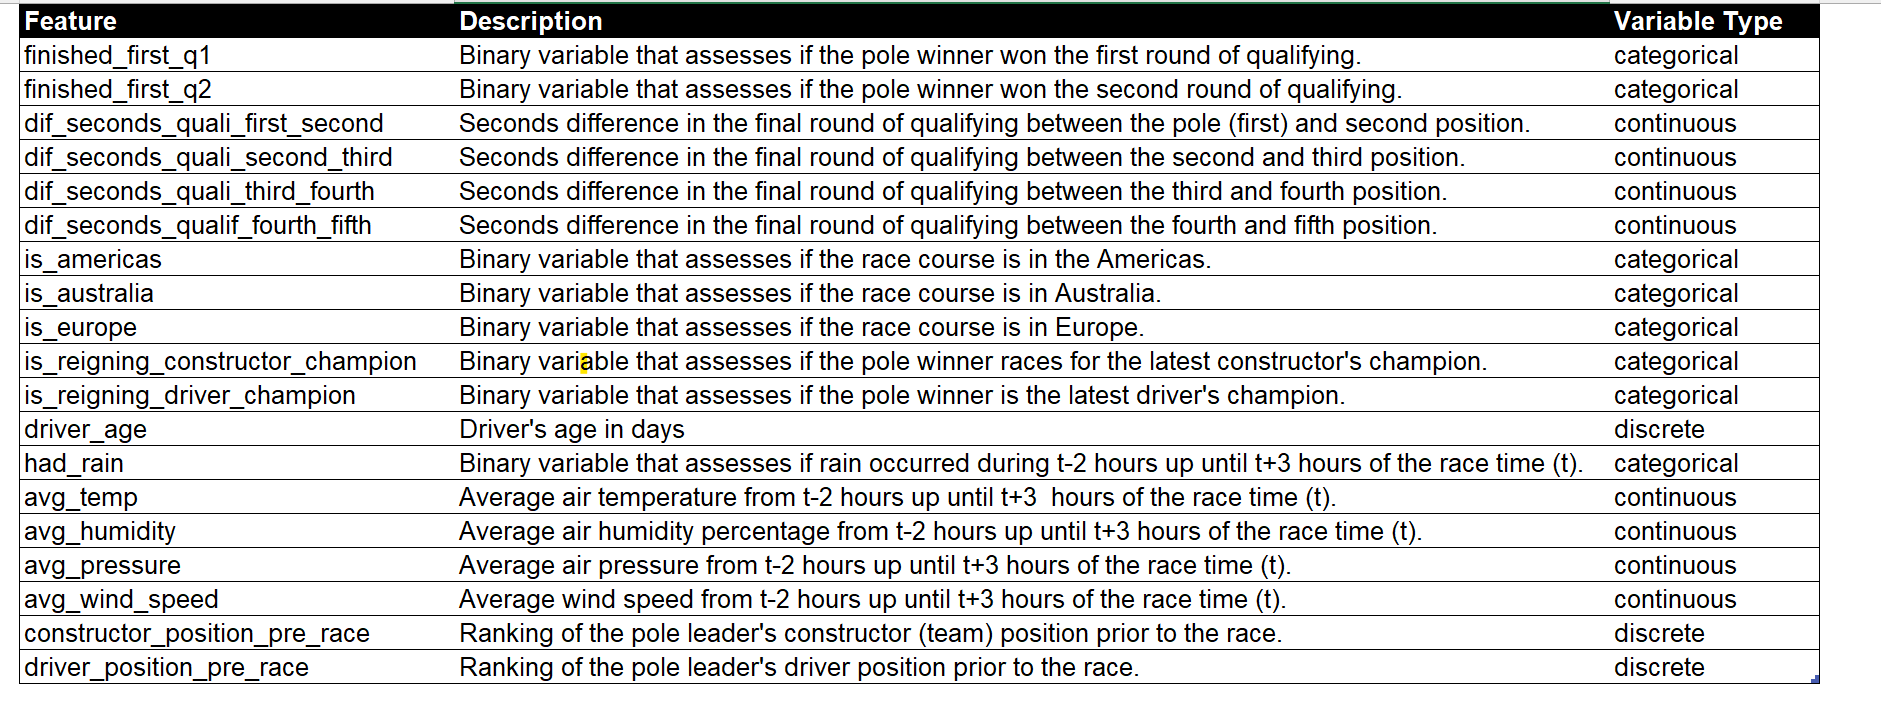 Feature Description Variable Type
finished_first_q1 Binary variable that assesses if the pole winner won the first round of qualifying. categorical
finished_first_q2 Binary variable that assesses if the pole winner won the second round of qualifying. categorical
dif_seconds_quali_first_second Seconds difference in the final round of qualifying between the pole (first) and second position. continuous
dif_seconds_quali_second_third Seconds difference in the final round of qualifying between the second and third position. continuous
dif_seconds_quali_third_fourth Seconds difference in the final round of qualifying between the third and fourth position. continuous
dif_seconds_qualif_fourth_fifth Seconds difference in the final round of qualifying between the fourth and fifth position. continuous
is_americas Binary variable that assesses if the race course is in the Americas. categorical
is_australia Binary variable that assesses if the race course is in Australia. categorical
is_europe Binary variable that assesses if the race course is in Europe. categorical
is_reigning_constructor_champion Binary variable that assesses if the pole winner races for the latest constructor's champion. categorical
is_reigning_driver_champion Binary variable that assesses if the pole winner is the latest driver's champion. categorical
driver_age Driver's age in days discrete
had_rain Binary variable that assesses if rain occurred during t-2 hours up until t+3 hours of the race time (t). categorical
avg_temp Average air temperature from t-2 hours up until t+3  hours of the race time (t). continuous
avg_humidity Average air humidity percentage from t-2 hours up until t+3 hours of the race time (t). continuous
avg_pressure Average air pressure from t-2 hours up until t+3 hours of the race time (t). continuous
avg_wind_speed Average wind speed from t-2 hours up until t+3 hours of the race time (t). continuous
constructor_position_pre_race Ranking of the pole leader's constructor (team) position prior to the race. discrete
driver_position_pre_race Ranking of the pole leader's driver position prior to the race. discrete